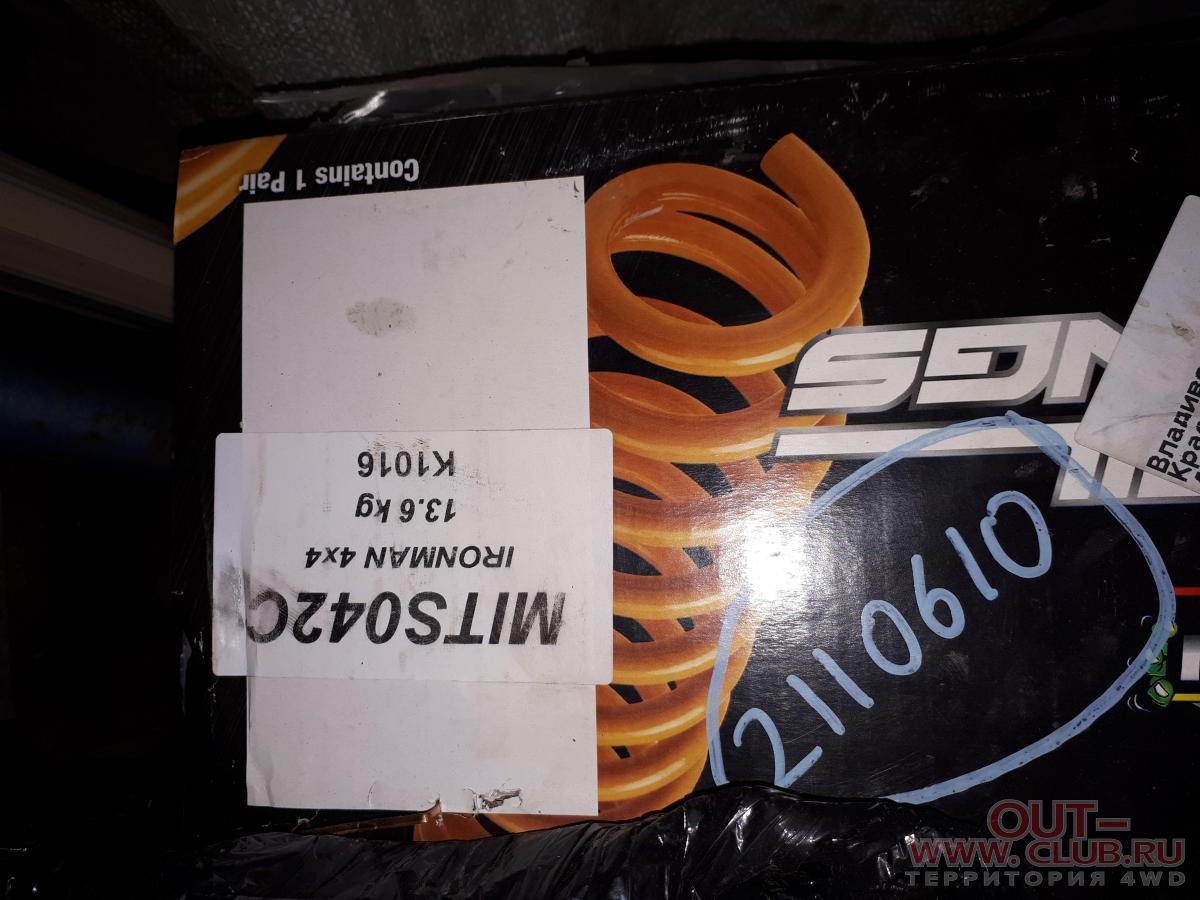 Contains 1 Pair
MITS042C
IRONMAN 4x4
13.6 kg
K1016
2110610
OUT-
WWW.CLUB.RU
ТЕРРИТОРИЯ 4WD